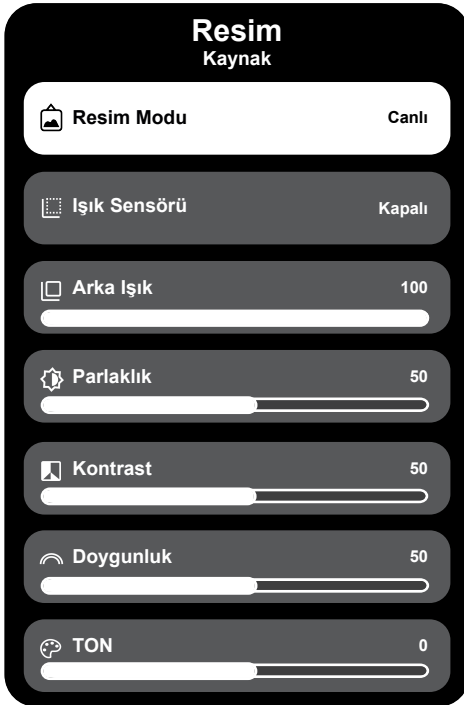 Resim
Kaynak
Resim Modu Canlı
Işık Sensörü Kapalı
Arka Işık 100
Parlaklık 50
Kontrast 50
Doygunluk 50
TON 0